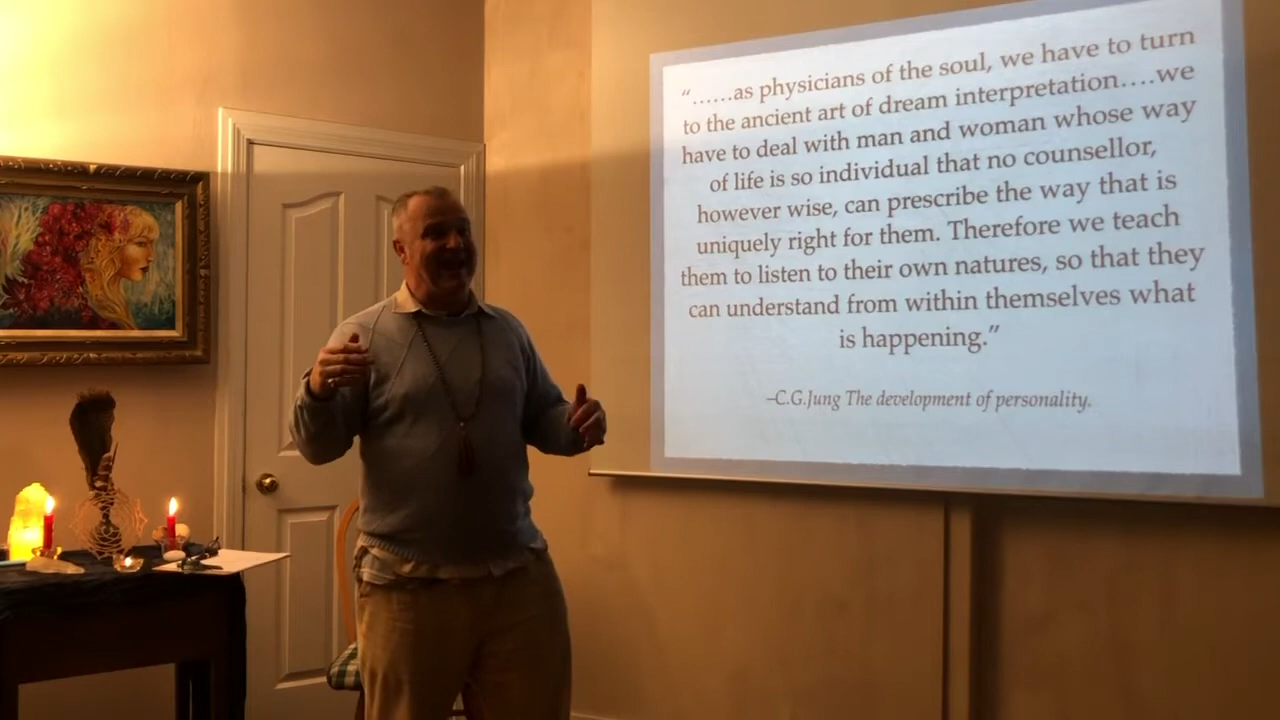 “......as physicians of the soul, we have to turn
to the ancient art of dream interpretation....we
have to deal with man and woman whose way
of life is so individual that no counsellor,
however wise, can prescribe the way that is
uniquely right for them. Therefore we teach
them to listen to their own natures, so that they
can understand from within themselves what
is happening.”
–C.G.Jung The development of personality.